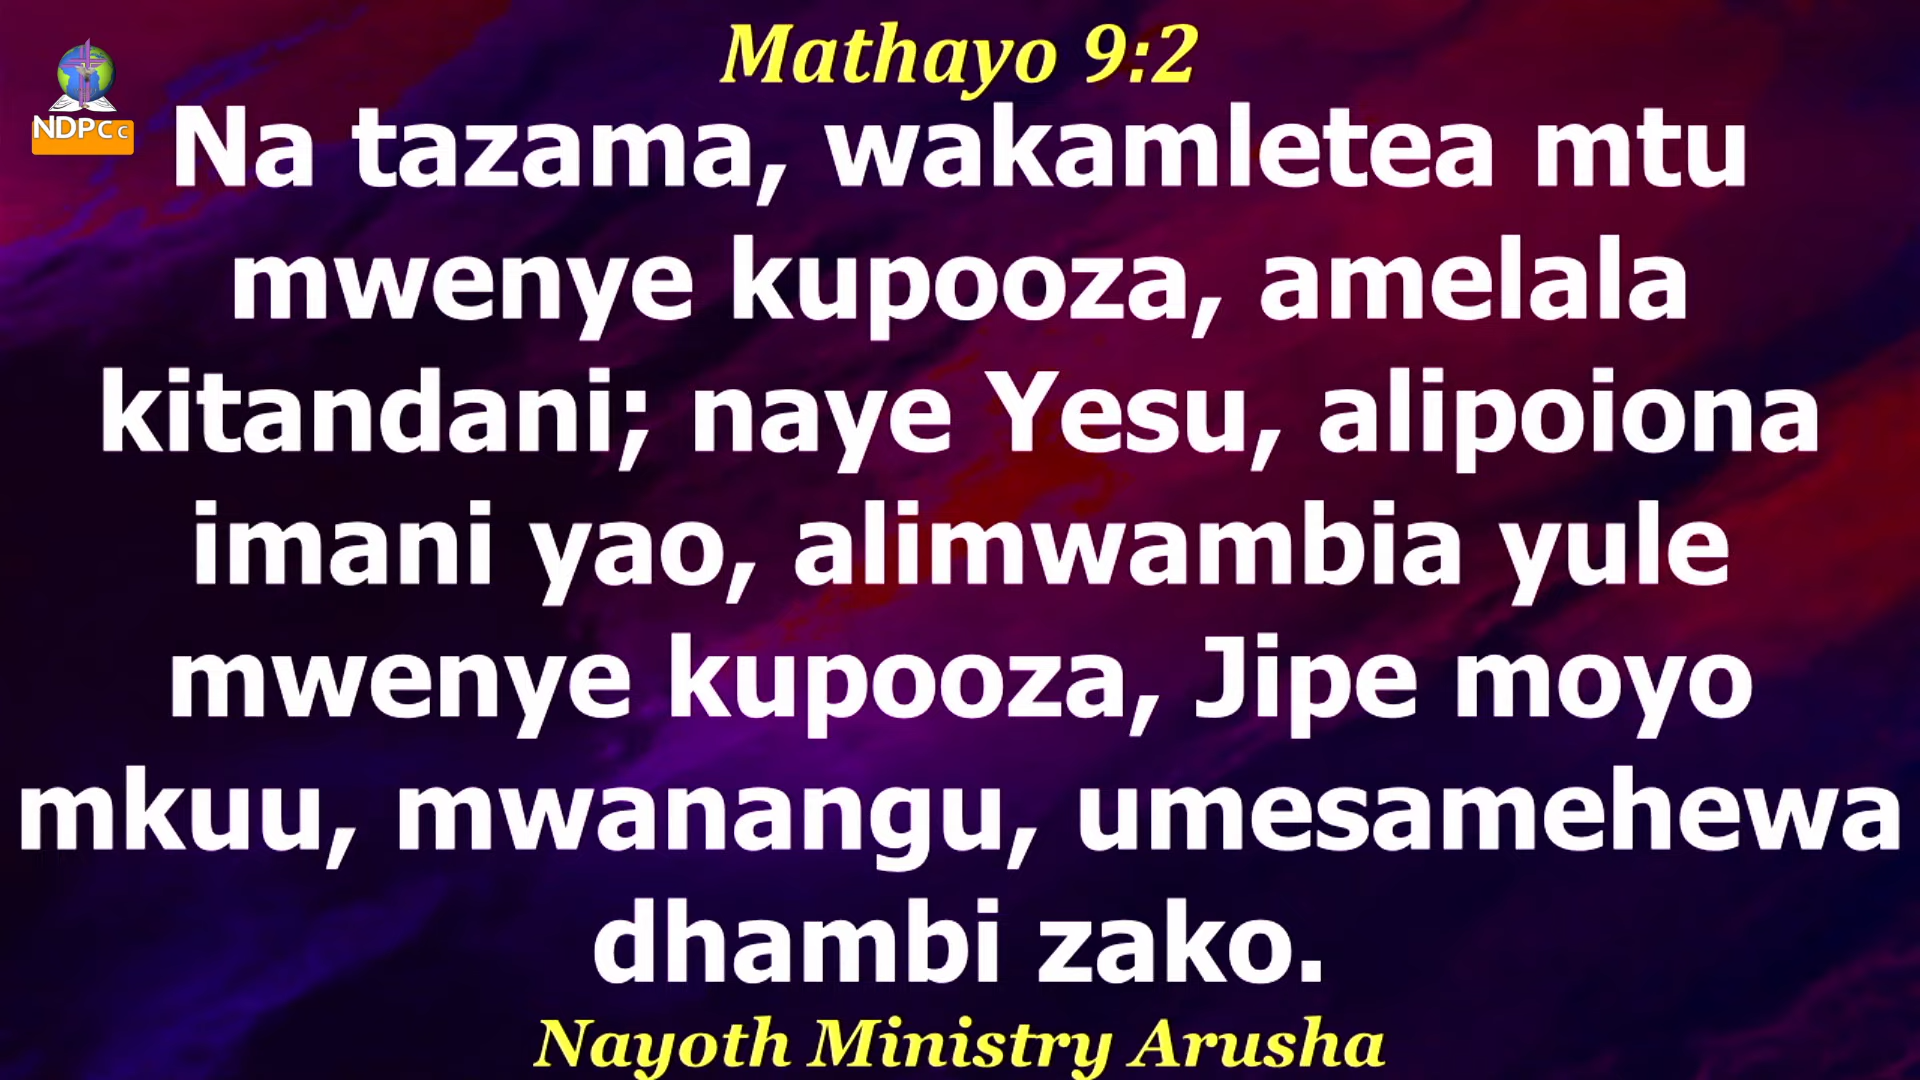 Mathayo 9:2
NDPCc
Na tazama, wakamletea mtu
mwenye kupooza, amelala
kitandani; naye Yesu, alipoiona
imani yao, alimwambia yule
mwenye kupooza, Jipe moyo
mkuu, mwanangu, umesamehewa
dhambi zako.
Nayoth Ministry Arusha